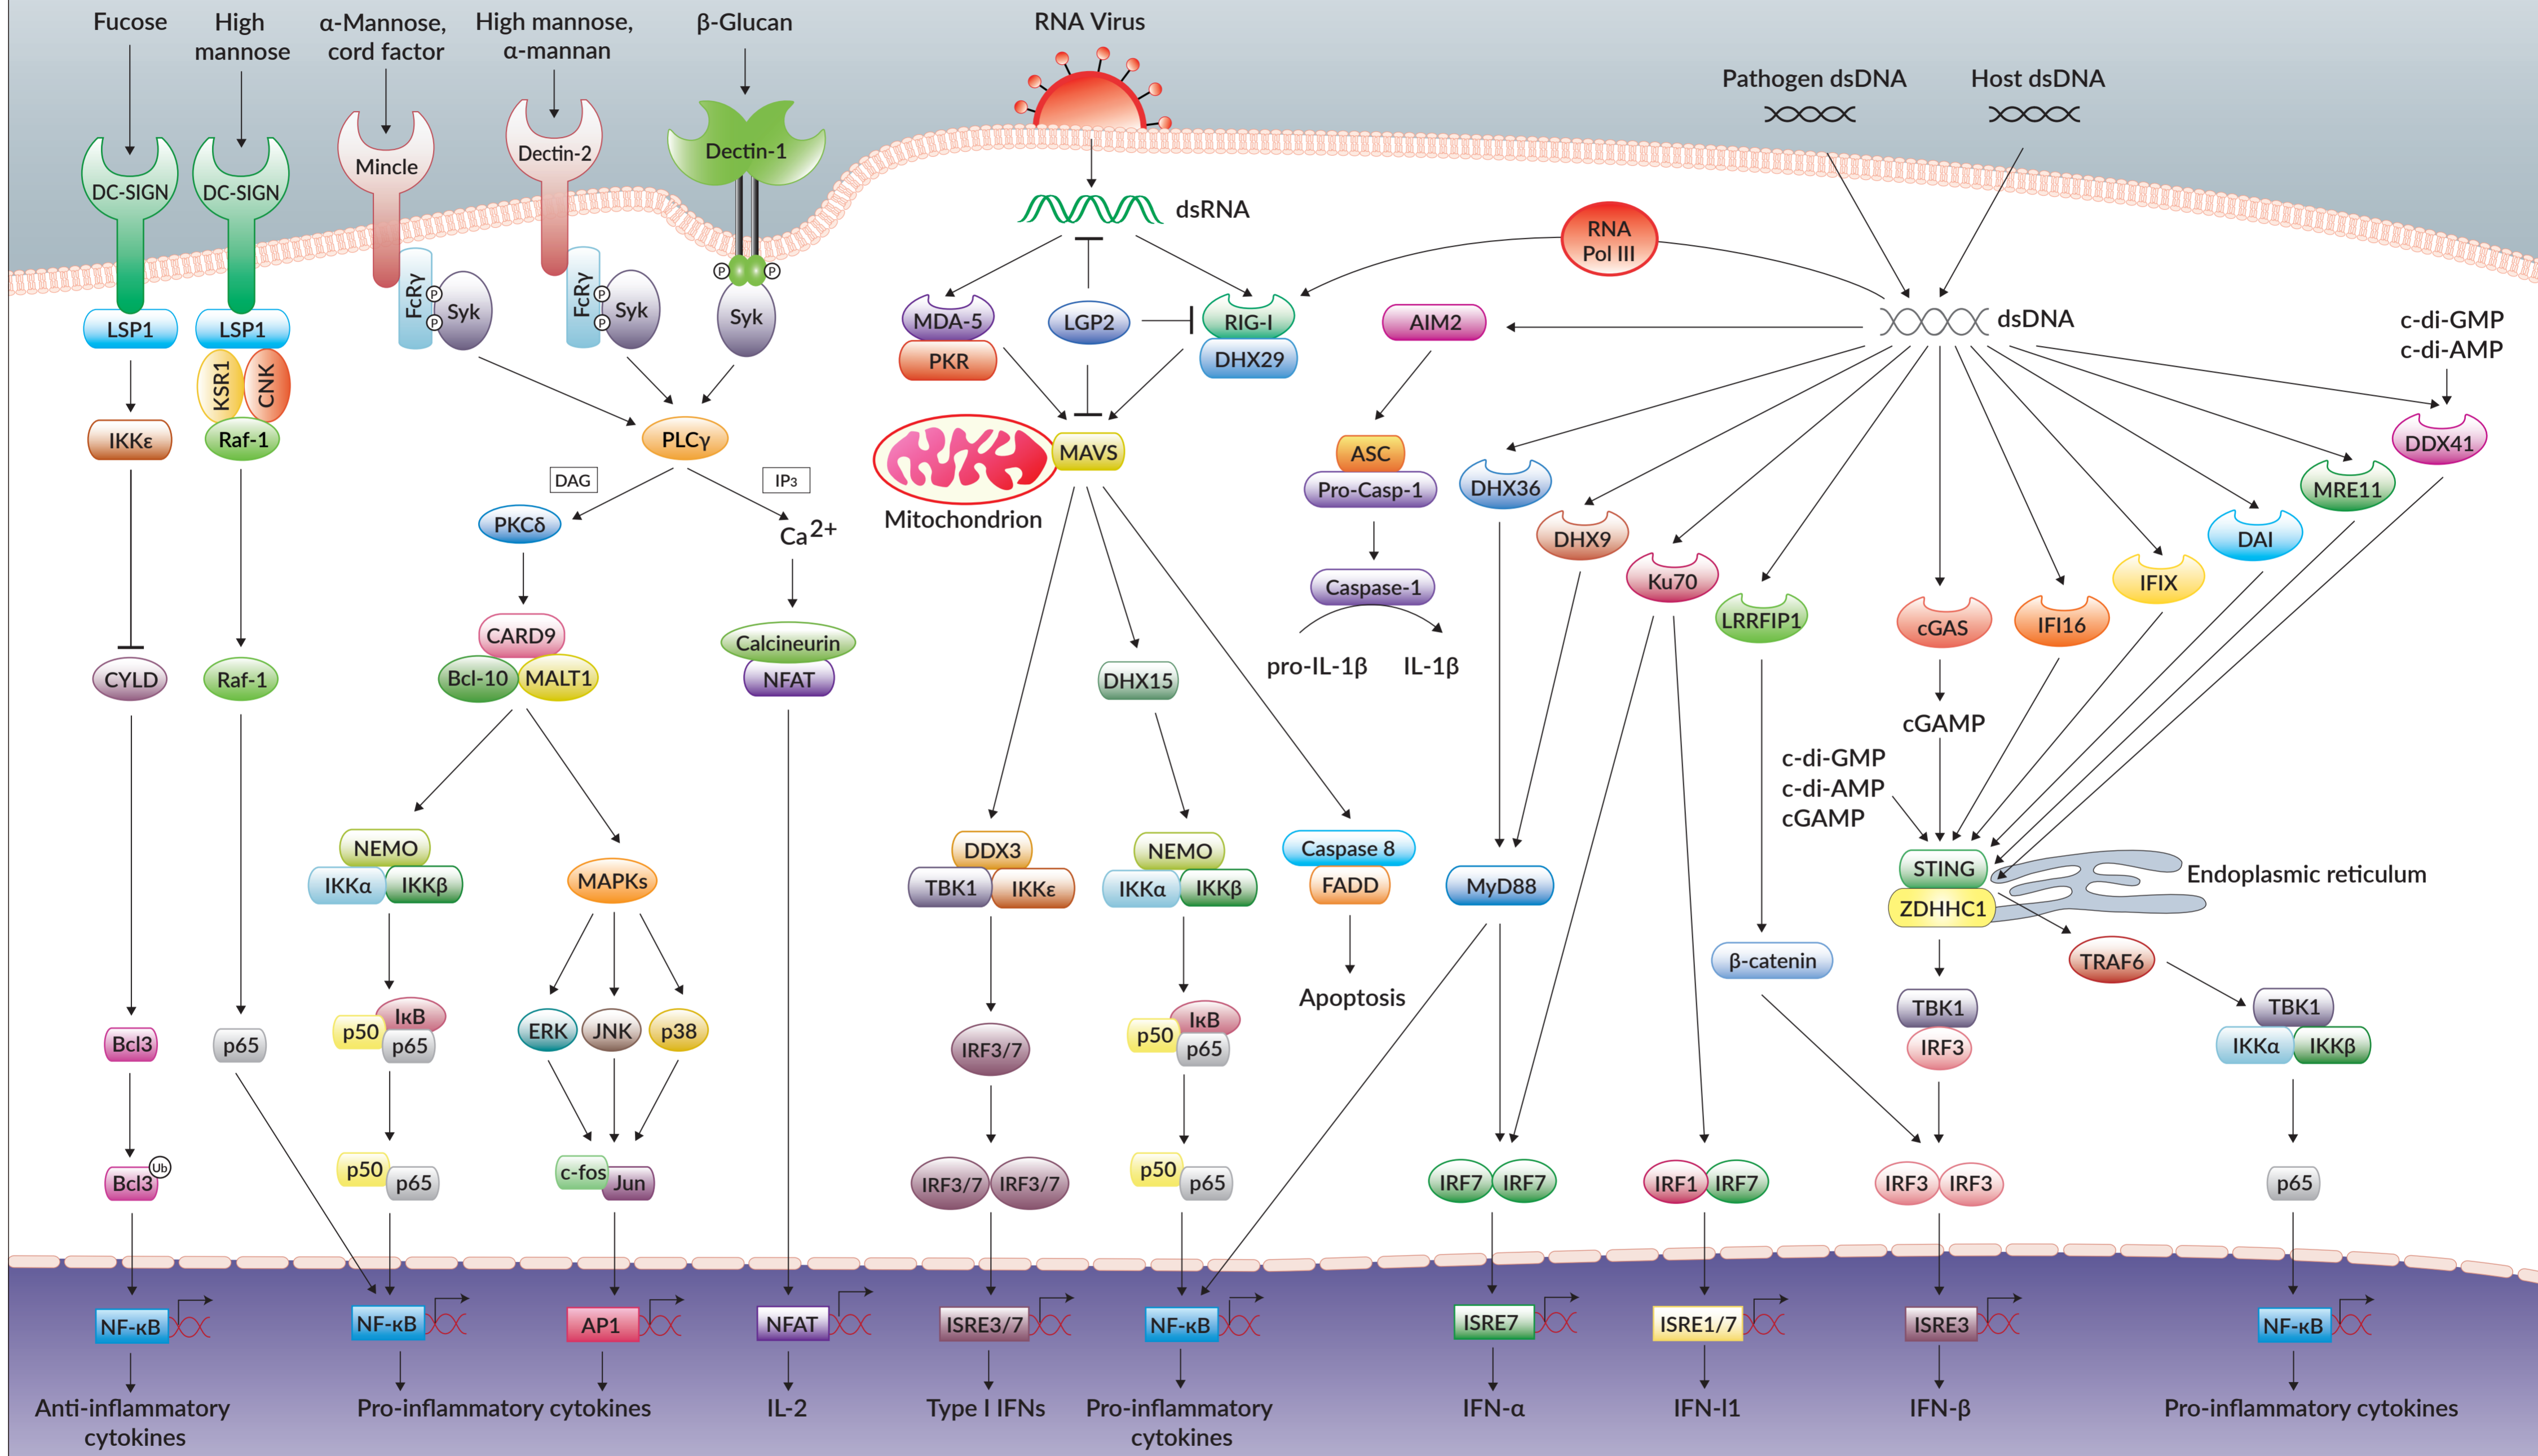 Fucose
High
mannose
α-Mannose,
cord factor
High mannose,
α-mannan
β-Glucan
RNA Virus
Pathogen dsDNA
Host dsDNA
DC-SIGN
DC-SIGN
Mincle
Dectin-2
Dectin-1
dsRNA
RNA
Pol III
FcRγ
P
P
Syk
FcRγ
P
P
Syk
P
P
Syk
LSP1
LSP1
KSR1
CNK
MDA-5
PKR
LGP2
RIG-I
DHX29
AIM2
dsDNA
c-di-GMP
c-di-AMP
IKKε
Raf-1
PLCγ
MAVS
Mitochondrion
ASC
Pro-Casp-1
DHX36
DHX9
Ku70
LRRFIP1
cGAS
IFI16
IFIX
DAI
MRE11
DDX41
DAG
IP3
PKCδ
Ca2+
Caspase-1
pro-IL-1β
IL-1β
CARD9
Bcl-10
MALT1
Calcineurin
NFAT
CYLD
Raf-1
DHX15
cGAMP
c-di-GMP
c-di-AMP
cGAMP
NEMO
IKKα
IKKβ
MAPKs
DDX3
TBK1
IKKε
NEMO
IKKα
IKKβ
Caspase 8
FADD
MyD88
STING
ZDHHC1
Endoplasmic reticulum
β-catenin
TRAF6
Apoptosis
Bcl3
p65
p50
IκB
p65
ERK
JNK
p38
IRF3/7
p50
IκB
p65
TBK1
IRF3
TBK1
IKKα
IKKβ
Bcl3
Ub
p50
p65
c-fos
Jun
IRF3/7
IRF3/7
p50
p65
IRF7
IRF7
IRF1
IRF7
IRF3
IRF3
p65
NF-κB
NF-κB
AP1
NFAT
ISRE3/7
NF-κB
ISRE7
ISRE1/7
ISRE3
NF-κB
Anti-inflammatory
cytokines
Pro-inflammatory cytokines
IL-2
Type I IFNs
Pro-inflammatory
cytokines
IFN-α
IFN-l1
IFN-β
Pro-inflammatory cytokines